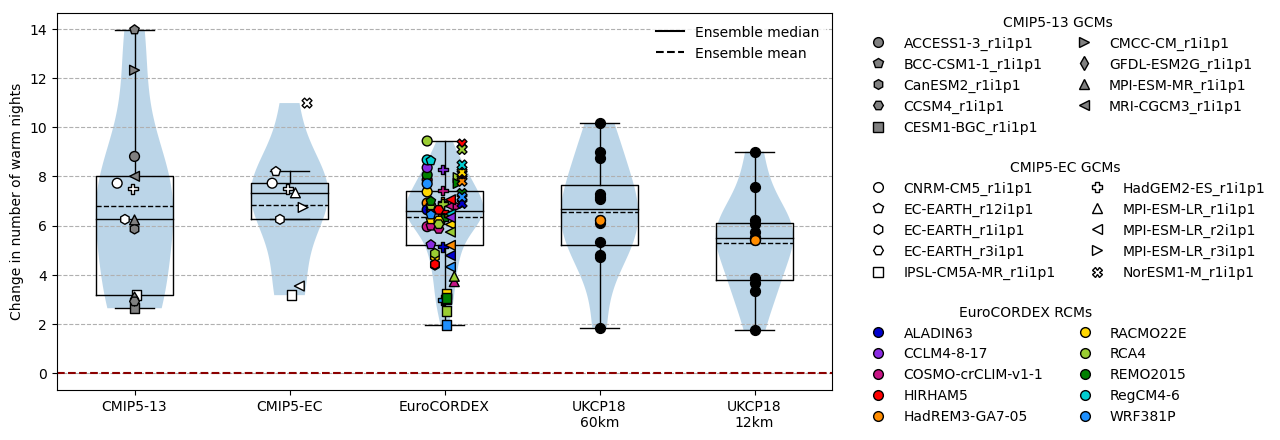 Change in number of warm nights
14
12
10
8
6
4
2
0
Ensemble median
Ensemble mean
CMIP5-13
CMIP5-EC
EuroCORDEX
UKCP18
60km
UKCP18
12km
CMIP5-13 GCMs
ACCESS1-3_r1i1p1
BCC-CSM1-1_r1i1p1
CanESM2_r1i1p1
CCSM4_r1i1p1
CESM1-BGC_r1i1p1
CMCC-CM_r1i1p1
GFDL-ESM2G_r1i1p1
MPI-ESM-MR_r1i1p1
MRI-CGCM3_r1i1p1
CMIP5-EC GCMs
CNRM-CM5_r1i1p1
EC-EARTH_r12i1p1
EC-EARTH_r1i1p1
EC-EARTH_r3i1p1
IPSL-CM5A-MR_r1i1p1
HadGEM2-ES_r1i1p1
MPI-ESM-LR_r1i1p1
MPI-ESM-LR_r2i1p1
MPI-ESM-LR_r3i1p1
NorESM1-M_r1i1p1
EuroCORDEX RCMs
ALADIN63
CCLM4-8-17
COSMO-crCLIM-v1-1
HIRHAM5
HadREM3-GA7-05
RACMO22E
RCA4
REMO2015
RegCM4-6
WRF381P